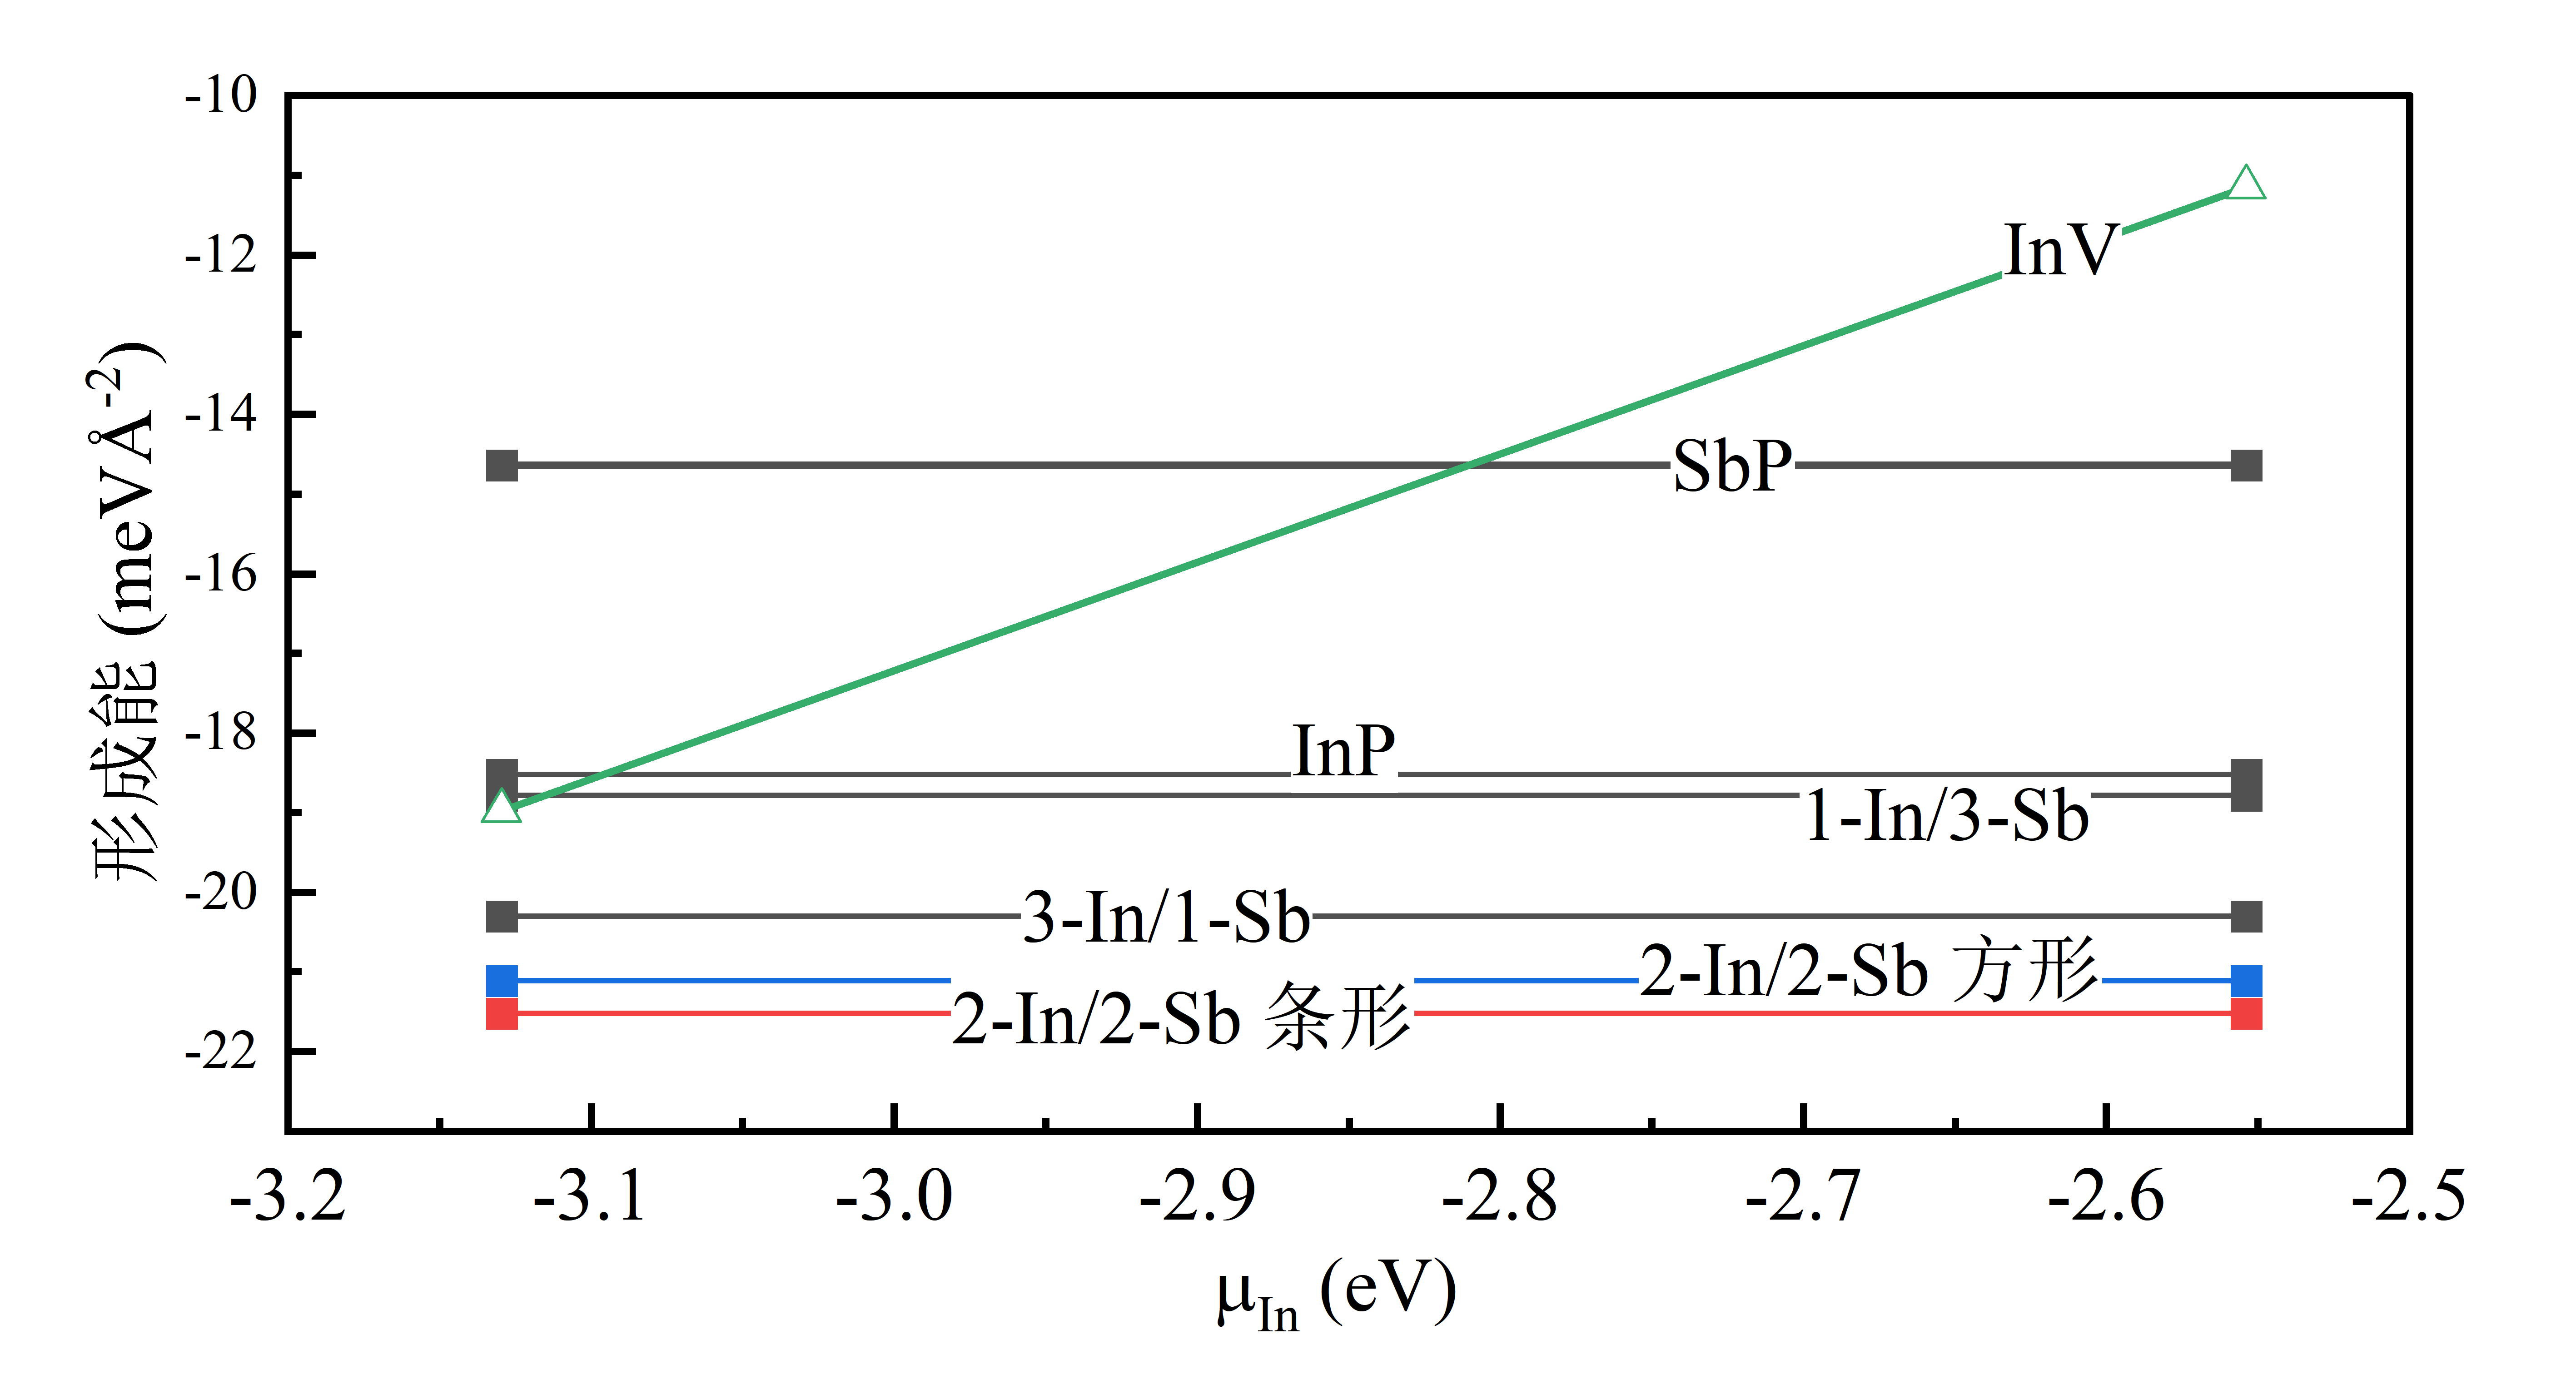 -10
-12
-14
-16
-18
-20
-22
形成能 (meVÅ-2)
InV
SbP
InP
1-In/3-Sb
3-In/1-Sb
2-In/2-Sb 方形
2-In/2-Sb 条形
-3.2 -3.1 -3.0 -2.9 -2.8 -2.7 -2.6 -2.5
μIn (eV)